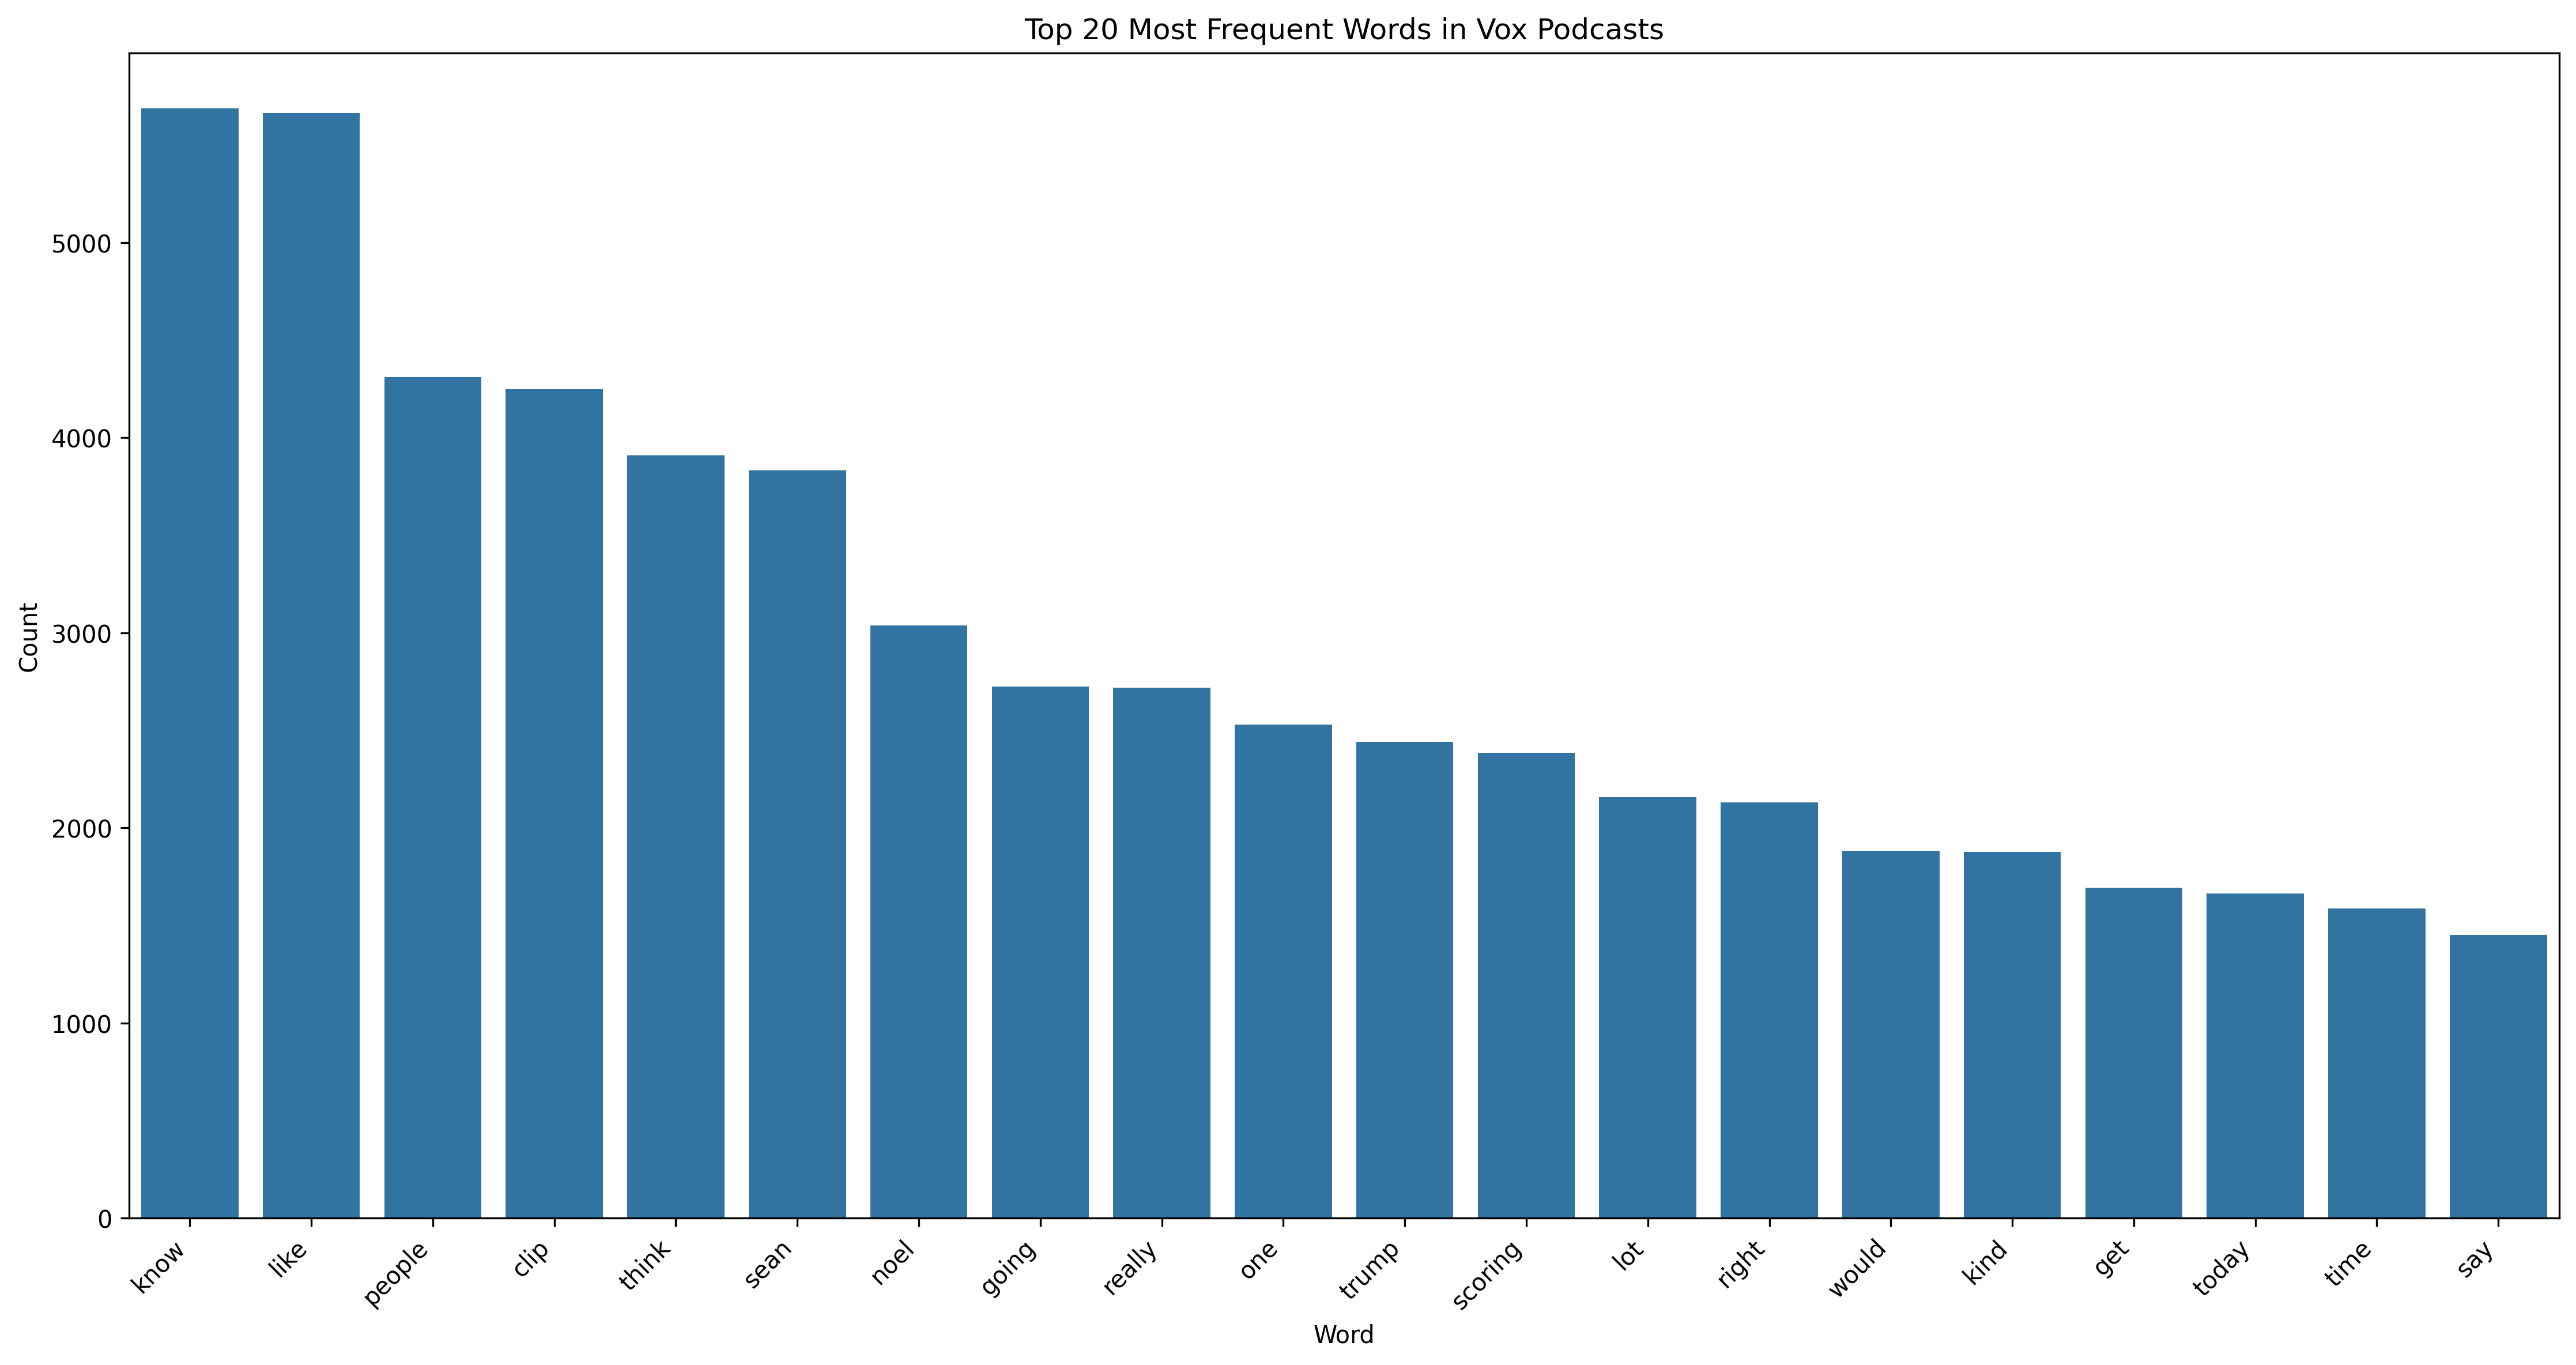 Top 20 Most Frequent Words in Vox Podcasts
Count
5000
4000
3000
2000
1000
0
know
like
people
clip
think
sean
noel
going
really
one
trump
scoring
lot
right
would
kind
get
today
time
say
Word